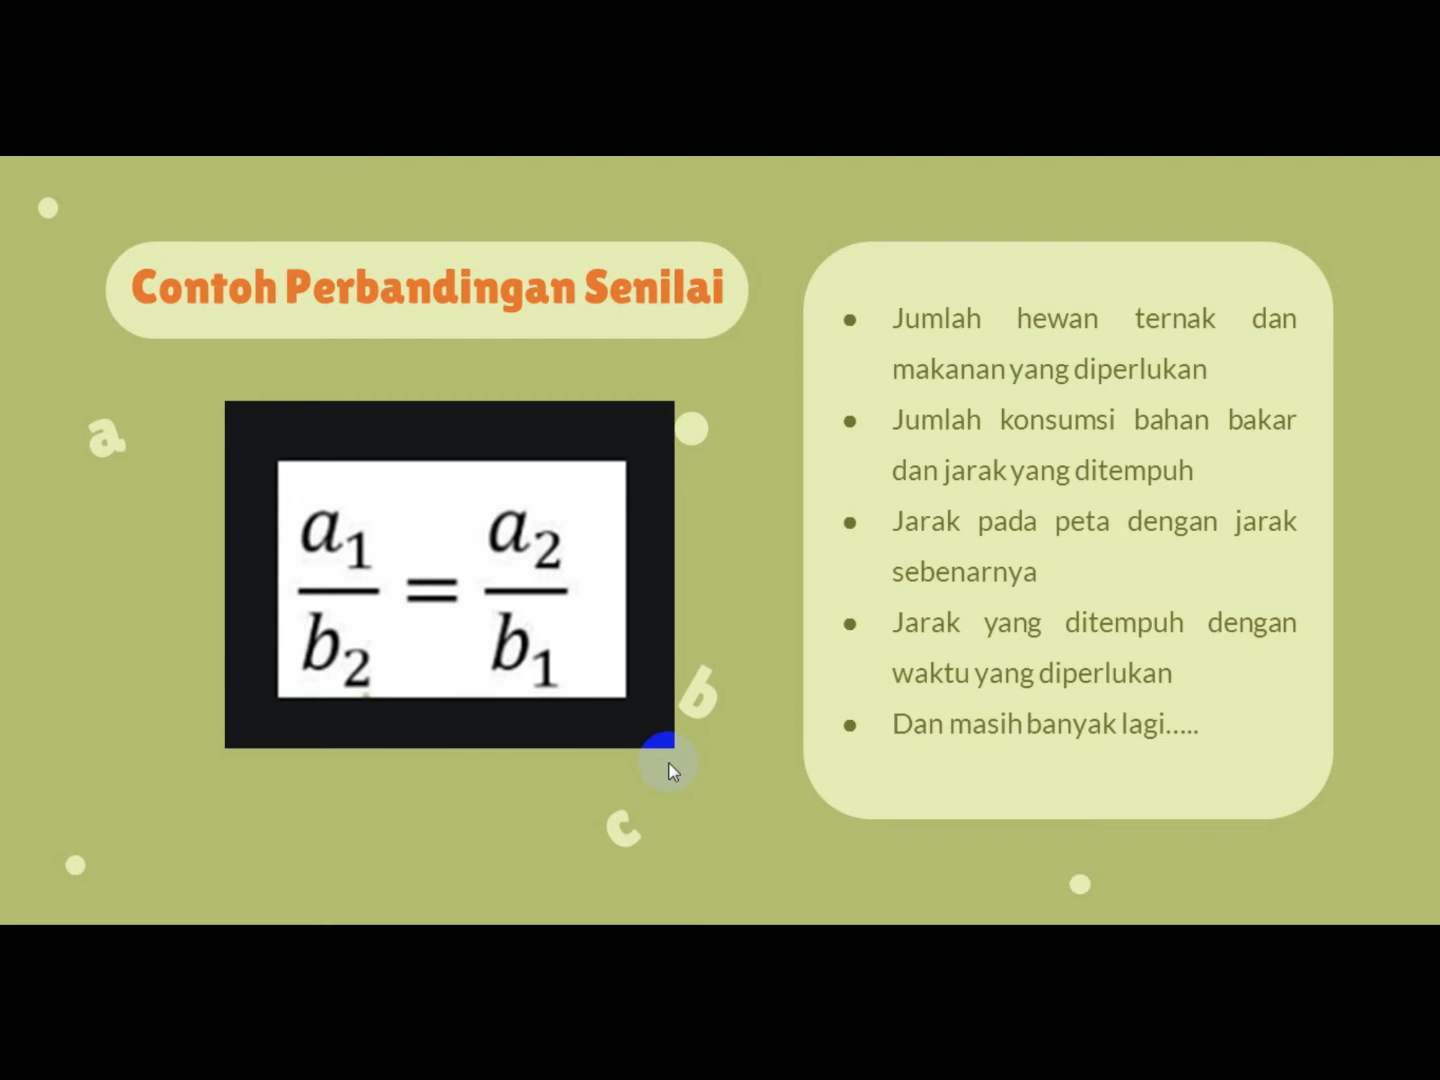 Contoh Perbandingan Senilai
a
a₁/b₂ = a₂/b₁
b
c
● Jumlah hewan ternak dan
makanan yang diperlukan
● Jumlah konsumsi bahan bakar
dan jarak yang ditempuh
● Jarak pada peta dengan jarak
sebenarnya
● Jarak yang ditempuh dengan
waktu yang diperlukan
● Dan masih banyak lagi.....